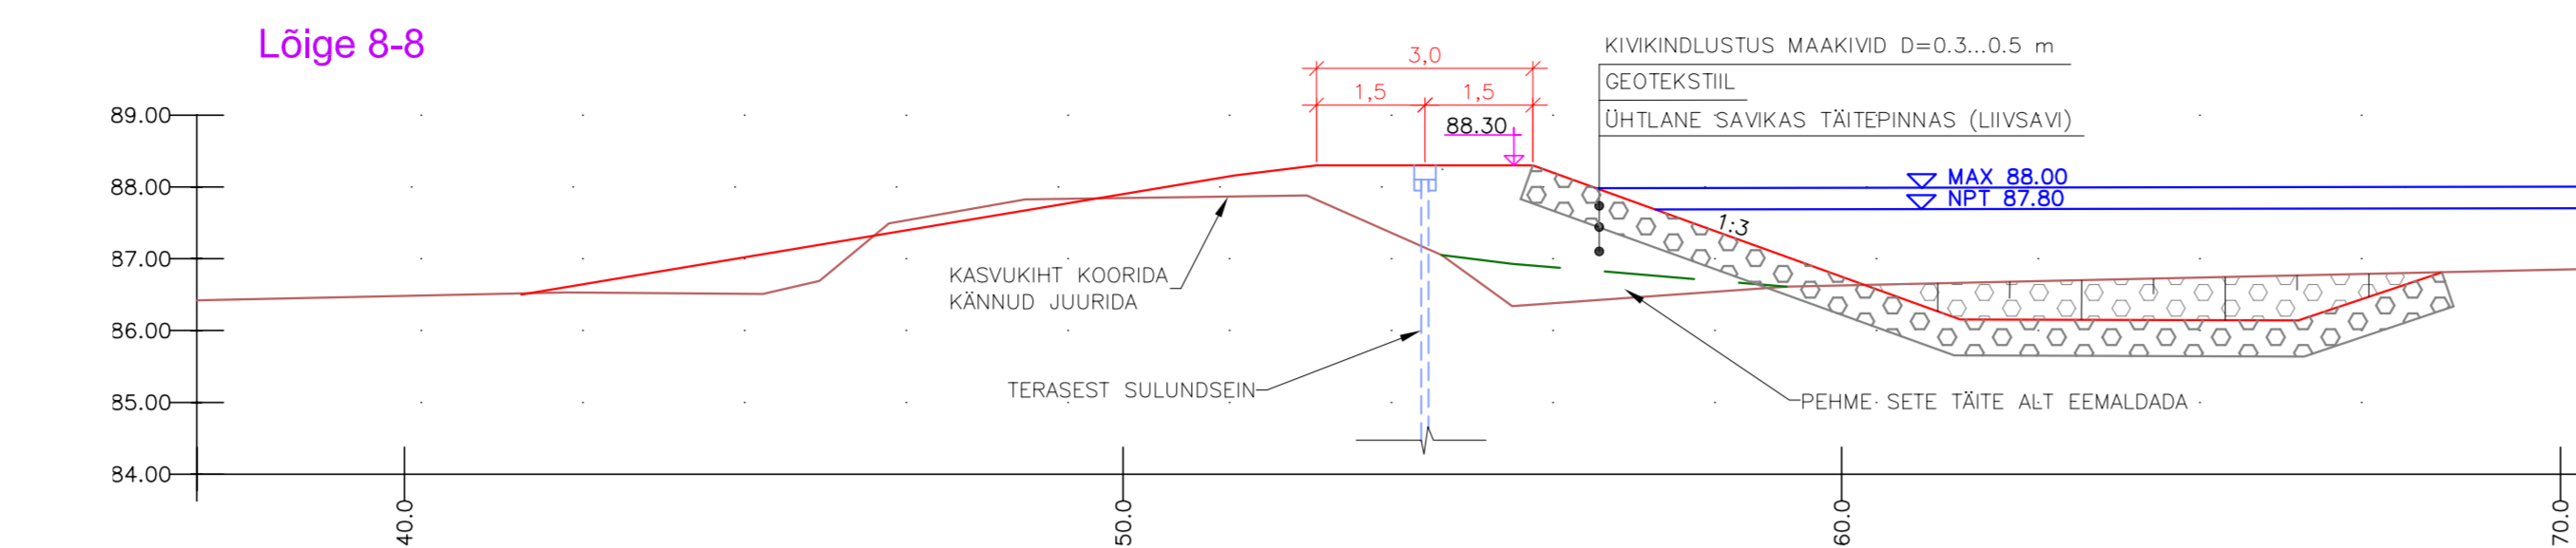 Lõige 8-8
3,0
1,5 1,5
88.30
KIVIKINDLUSTUS MAAKIVID D=0.3...0.5 m
GEOTEKSTIIL
ÜHTLANE SAVIKAS TÄITEPINNAS (LIIVSAVI)
MAX 88.00
NPT 87.80
1:3
89.00
88.00
87.00
86.00
85.00
84.00
KASVUKIHT KOORIDA
KÄNNUD JUURIDA
TERASEST SULUNDSEIN
PEHME SETE TÄITE ALT EEMALDADA
40.0
50.0
60.0
70.0